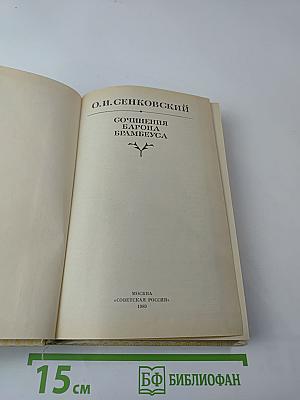 О.И.СЕНКОВСКИЙ
СОЧИНЕНИЯ
БАРОНА
БРАМБЕУСА
МОСКВА
«СОВЕТСКАЯ РОССИЯ»
1989
15 см
БФ БИБЛИОФАН